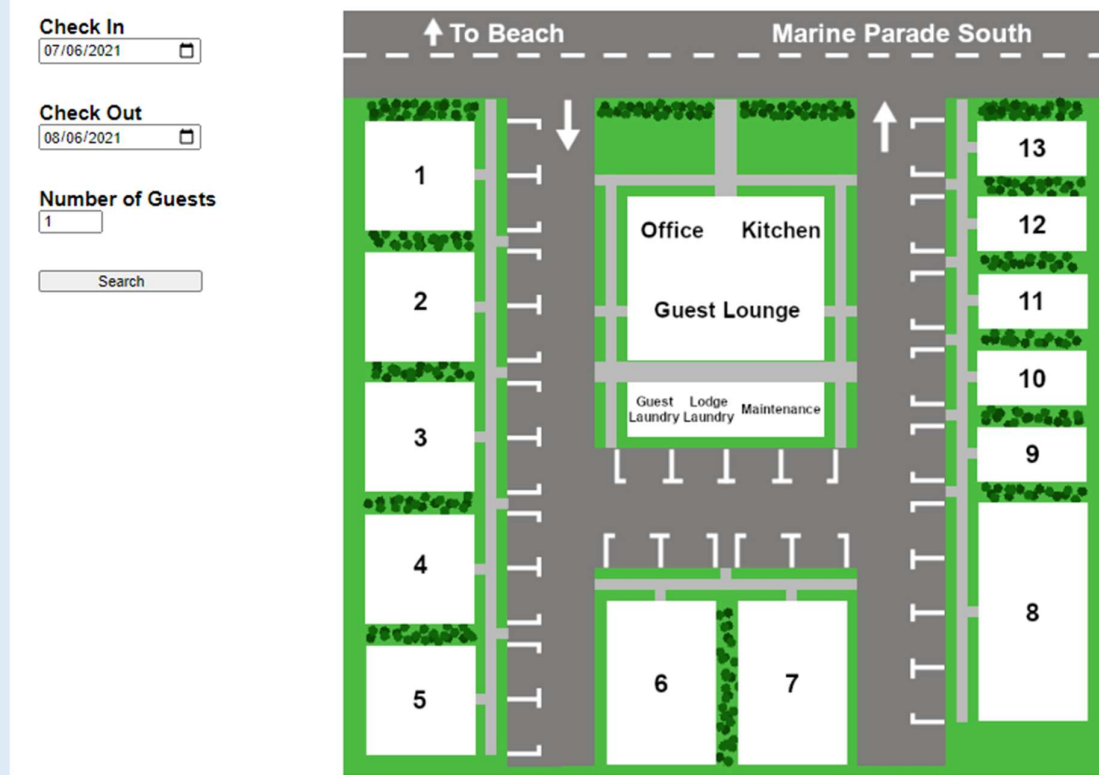 Check In
07/06/2021
Check Out
08/06/2021
Number of Guests
1
Search
To Beach
Marine Parade South
1
2
3
4
5
Office Kitchen
Guest Lounge
Guest Laundry
Lodge Laundry
Maintenance
6
7
13
12
11
10
9
8